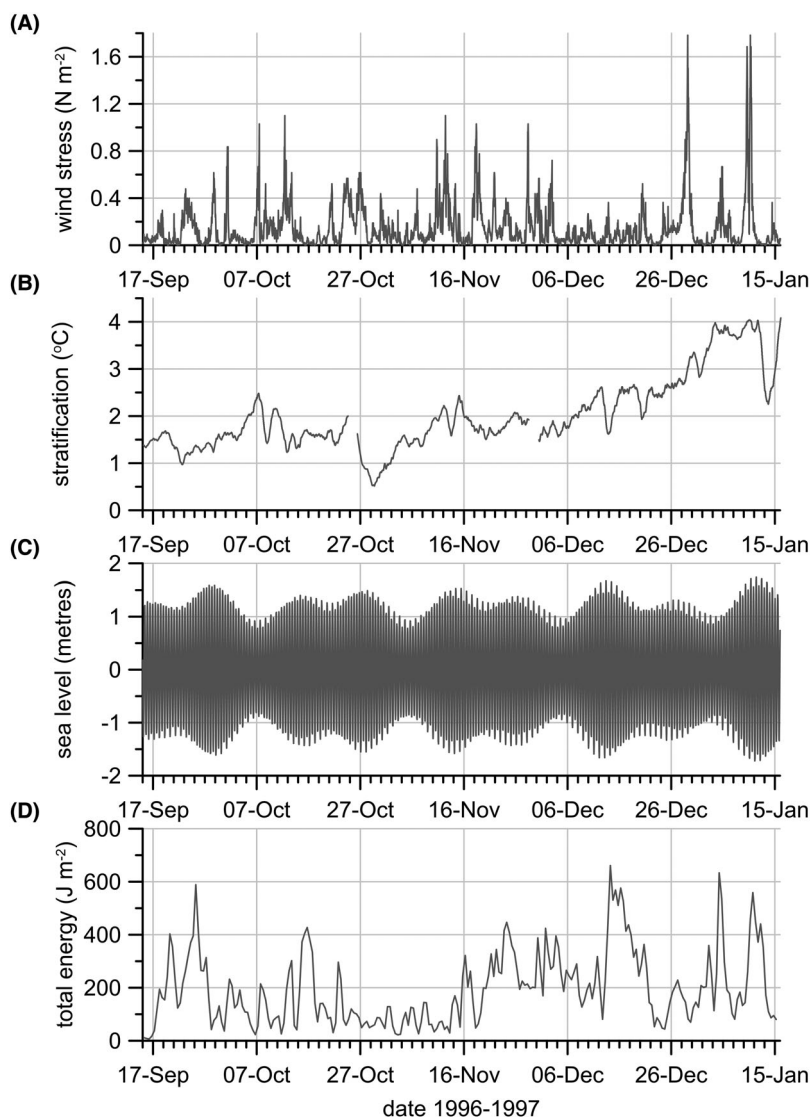 (A)
wind stress (N m⁻²)
1.6
1.2
0.8
0.4
0
17-Sep 07-Oct 27-Oct 16-Nov 06-Dec 26-Dec 15-Jan
(B)
stratification (°C)
4
3
2
1
0
17-Sep 07-Oct 27-Oct 16-Nov 06-Dec 26-Dec 15-Jan
(C)
sea level (metres)
2
1
0
-1
-2
17-Sep 07-Oct 27-Oct 16-Nov 06-Dec 26-Dec 15-Jan
(D)
total energy (J m⁻²)
800
600
400
200
0
17-Sep 07-Oct 27-Oct 16-Nov 06-Dec 26-Dec 15-Jan
date 1996-1997